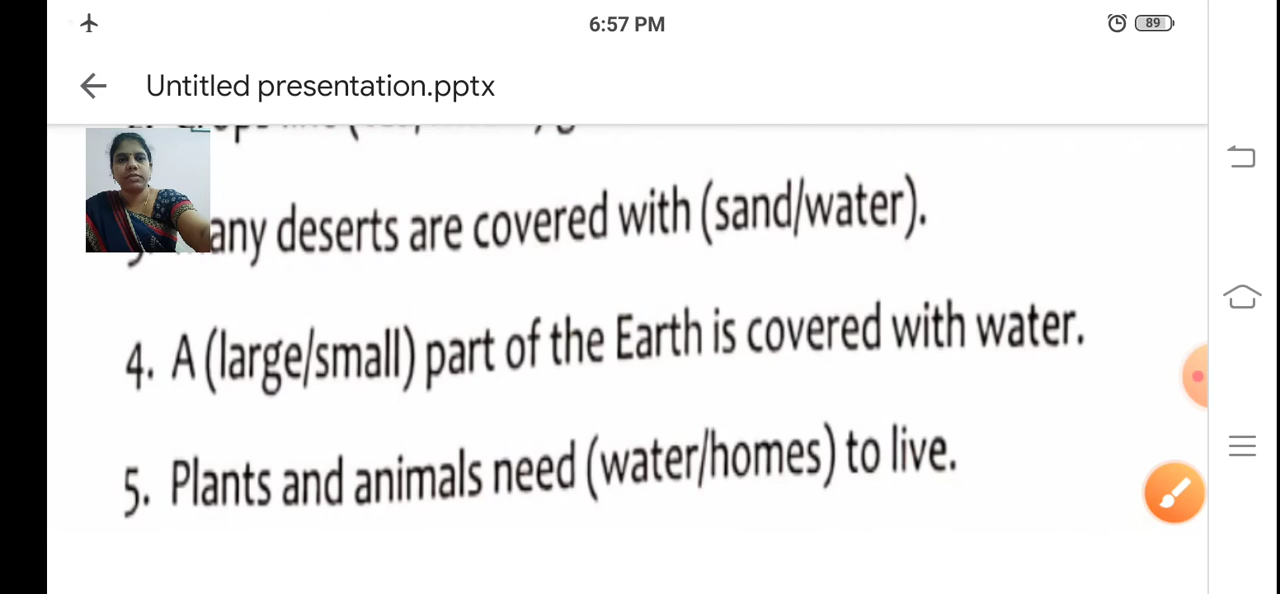 6:57 PM
89
Untitled presentation.pptx
any deserts are covered with (sand/water).
4. A (large/small) part of the Earth is covered with water.
5. Plants and animals need (water/homes) to live.